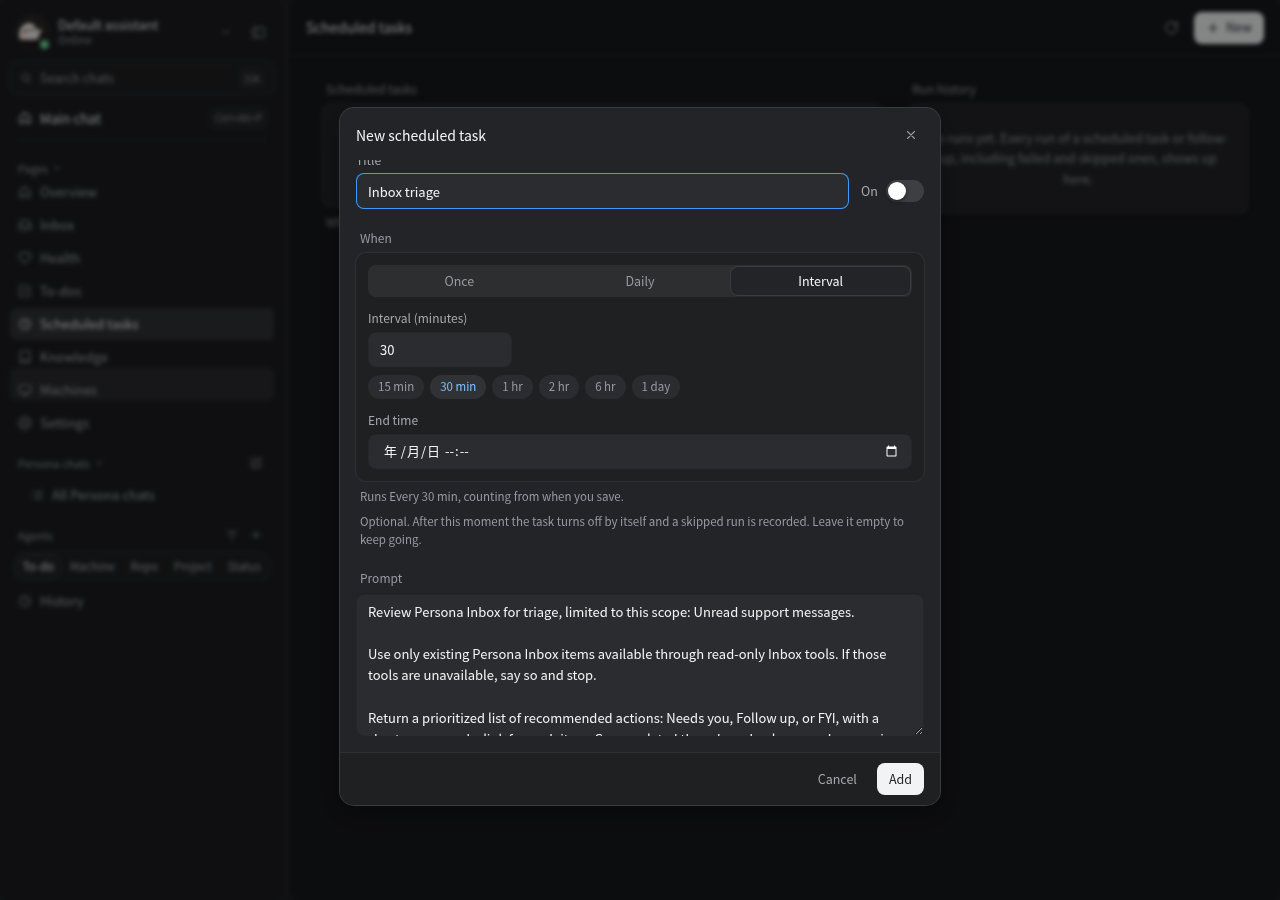 Default assistant
Online
Scheduled tasks
New
Search chats
Main chat
Scheduled tasks
Run history
Pages
Overview
Inbox
Health
To-dos
Scheduled tasks
Knowledge
Machines
Settings
Persona chats
All Persona chats
Agents
To-do Machine Repo Project Status
History
runs yet. Every run of a scheduled task or follow-
up, including failed and skipped ones, shows up
here.
New scheduled task
Title
Inbox triage
On
When
Once Daily Interval
Interval (minutes)
30
15 min 30 min 1 hr 2 hr 6 hr 1 day
End time
年 /月/日 --:--
Runs Every 30 min, counting from when you save.
Optional. After this moment the task turns off by itself and a skipped run is recorded. Leave it empty to
keep going.
Prompt
Review Persona Inbox for triage, limited to this scope: Unread support messages.
Use only existing Persona Inbox items available through read-only Inbox tools. If those
tools are unavailable, say so and stop.
Return a prioritized list of recommended actions: Needs you, Follow up, or FYI, with a
Cancel Add